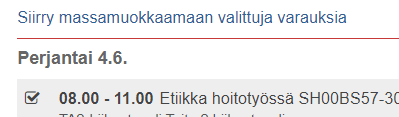 Siirry massamuokkaamaan valittuja varauksia
Perjantai 4.6.
08.00 - 11.00 Etiikka hoitotyössä SH00BS57-30